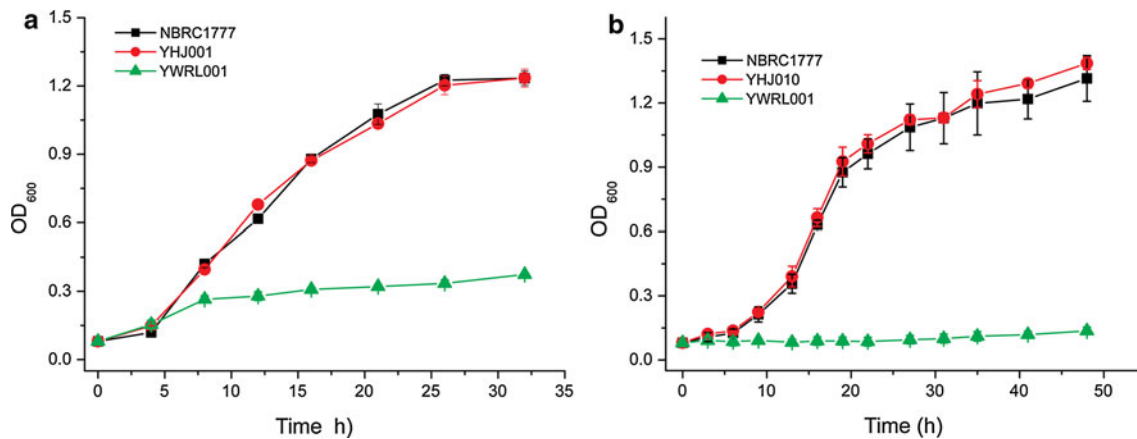 a
1.5
1.2
0.9
0.6
0.3
0.0
OD600
NBRC1777
YHJ001
YWRL001
0 5 10 15 20 25 30 35
Time h)
b
1.5
1.2
0.9
0.6
0.3
0.0
OD600
NBRC1777
YHJ010
YWRL001
0 10 20 30 40 50
Time (h)